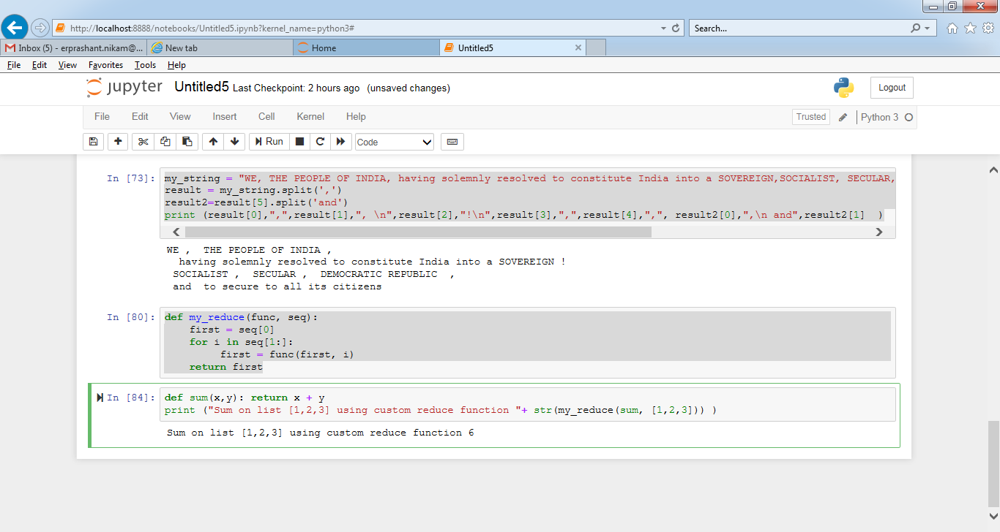 http://localhost:8888/notebooks/Untitled5.ipynb?kernel_name=python3#
Search...
Inbox (5) - erprashant.nikam@...
New tab
Home
Untitled5
File Edit View Favorites Tools Help
jupyter Untitled5 Last Checkpoint: 2 hours ago (unsaved changes)
Logout
File Edit View Insert Cell Kernel Help
Trusted
Python 3
Run
Code
In [73]: my_string = "WE, THE PEOPLE OF INDIA, having solemnly resolved to constitute India into a SOVEREIGN,SOCIALIST, SECULAR,
result = my_string.split(',')
result2=result[5].split('and')
print (result[0],",",result[1],", \n",result[2],"!\n",result[3],",",result[4],",", result2[0],",\n and",result2[1]  )
WE ,  THE PEOPLE OF INDIA ,
  having solemnly resolved to constitute India into a SOVEREIGN !
 SOCIALIST ,  SECULAR ,  DEMOCRATIC REPUBLIC  ,
 and  to secure to all its citizens
In [80]: def my_reduce(func, seq):
    first = seq[0]
    for i in seq[1:]:
         first = func(first, i)
    return first
In [84]: def sum(x,y): return x + y
print ("Sum on list [1,2,3] using custom reduce function "+ str(my_reduce(sum, [1,2,3])) )
Sum on list [1,2,3] using custom reduce function 6